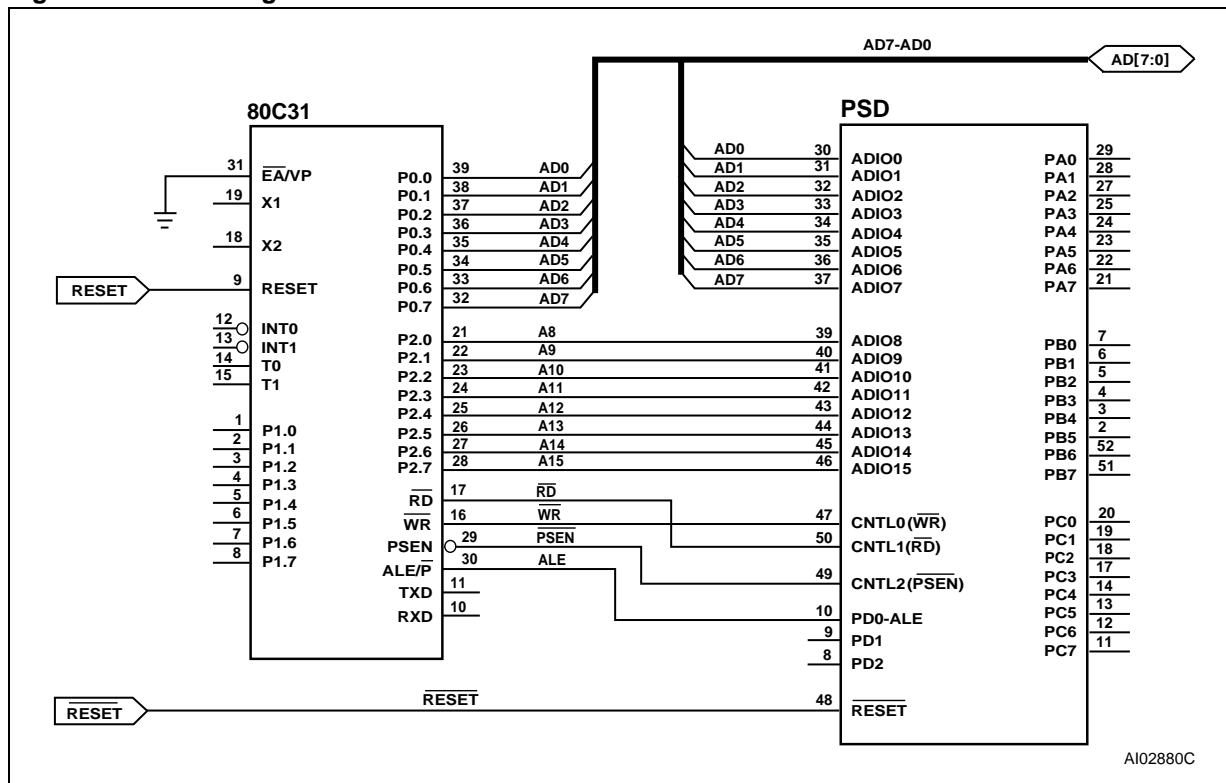 AD7-AD0
AD[7:0]
80C31
PSD
31 EA/VP
19 X1
18 X2
RESET
9 RESET
12 INT0
13 INT1
14 T0
15 T1
1 P1.0
2 P1.1
3 P1.2
4 P1.3
5 P1.4
6 P1.5
7 P1.6
8 P1.7
P0.0 39 AD0
P0.1 38 AD1
P0.2 37 AD2
P0.3 36 AD3
P0.4 35 AD4
P0.5 34 AD5
P0.6 33 AD6
P0.7 32 AD7
P2.0 21 A8
P2.1 22 A9
P2.2 23 A10
P2.3 24 A11
P2.4 25 A12
P2.5 26 A13
P2.6 27 A14
P2.7 28 A15
RD 17 RD
WR 16 WR
PSEN 29 PSEN
ALE/P 30 ALE
TXD 11
RXD 10
AD0 30 ADIO0
AD1 31 ADIO1
AD2 32 ADIO2
AD3 33 ADIO3
AD4 34 ADIO4
AD5 35 ADIO5
AD6 36 ADIO6
AD7 37 ADIO7
39 ADIO8
40 ADIO9
41 ADIO10
42 ADIO11
43 ADIO12
44 ADIO13
45 ADIO14
46 ADIO15
47 CNTL0(WR)
50 CNTL1(RD)
49 CNTL2(PSEN)
10 PD0-ALE
9 PD1
8 PD2
48 RESET
PA0 29
PA1 28
PA2 27
PA3 25
PA4 24
PA5 23
PA6 22
PA7 21
PB0 7
PB1 6
PB2 5
PB3 4
PB4 3
PB5 2
PB6 52
PB7 51
PC0 20
PC1 19
PC2 18
PC3 17
PC4 14
PC5 13
PC6 12
PC7 11
RESET
RESET
AI02880C